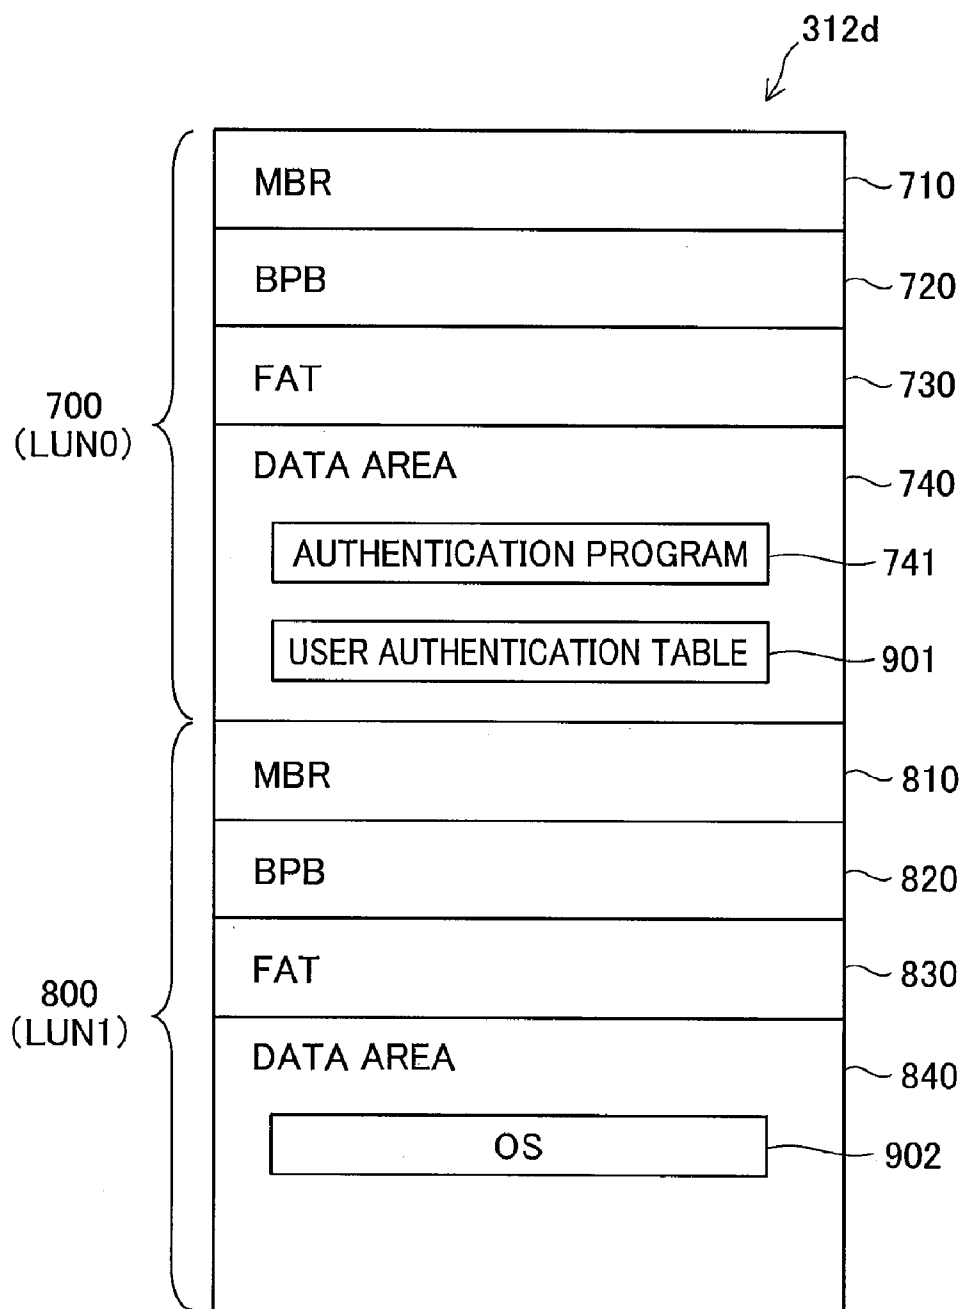 312d
MBR
710
BPB
720
FAT
730
700
(LUN0)
DATA AREA
740
AUTHENTICATION PROGRAM
741
USER AUTHENTICATION TABLE
901
MBR
810
BPB
820
FAT
830
800
(LUN1)
DATA AREA
840
OS
902